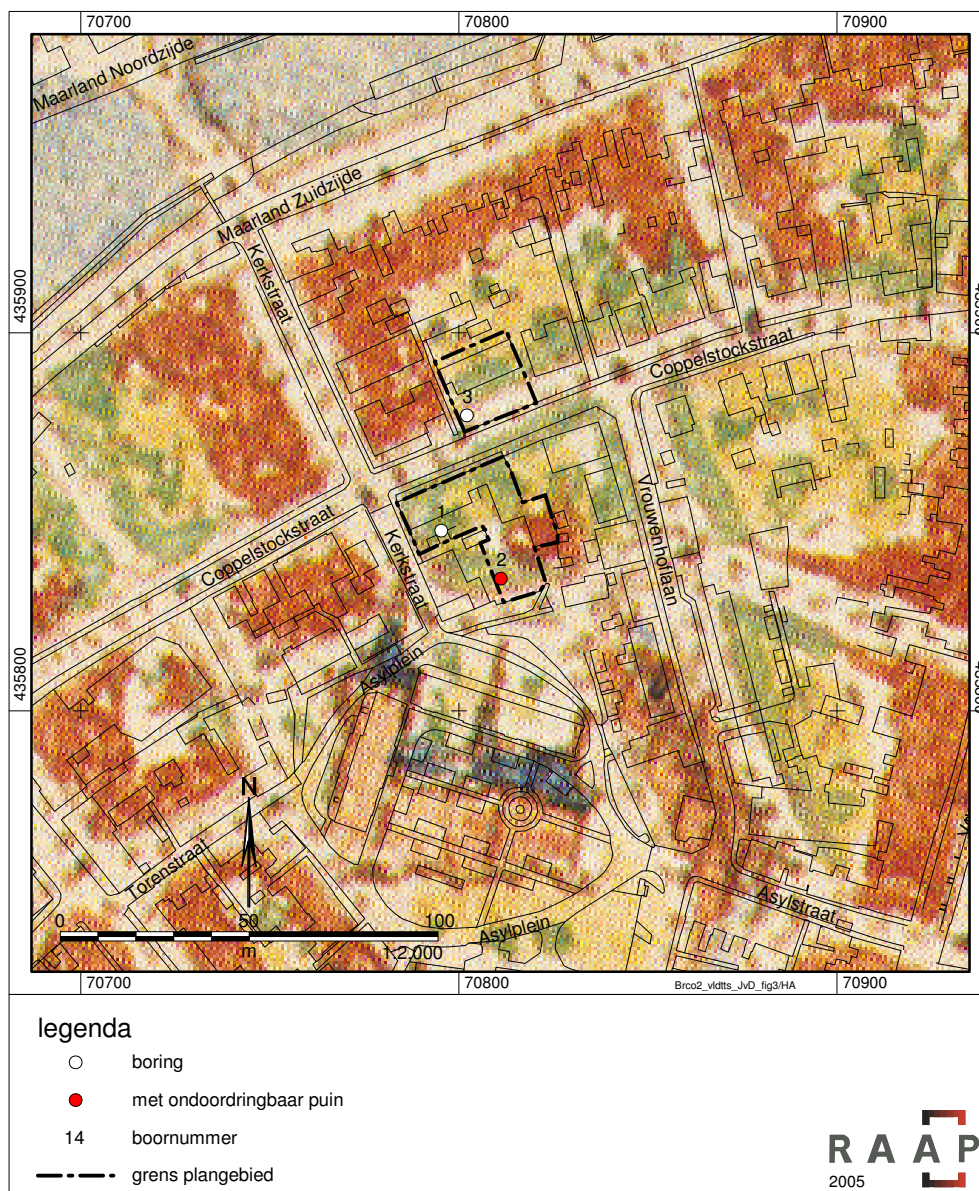 70700
70800
70900
Maarland Noordzijde
Maarland Zuidzijde
Kerkstraat
435900
435900
Coppelstockstraat
3
1
2
Coppelstockstraat
Kerkstraat
Vrouwenhoflaan
Asylplein
435800
435800
N
Torenstraat
Asylstraat
Asylplein
0 50 100
m 1:2.000
70700
70800
70900
Brco2_vldtts_JvD_fig3/HA
legenda
boring
met ondoordringbaar puin
14 boornummer
grens plangebied
RAAP
2005